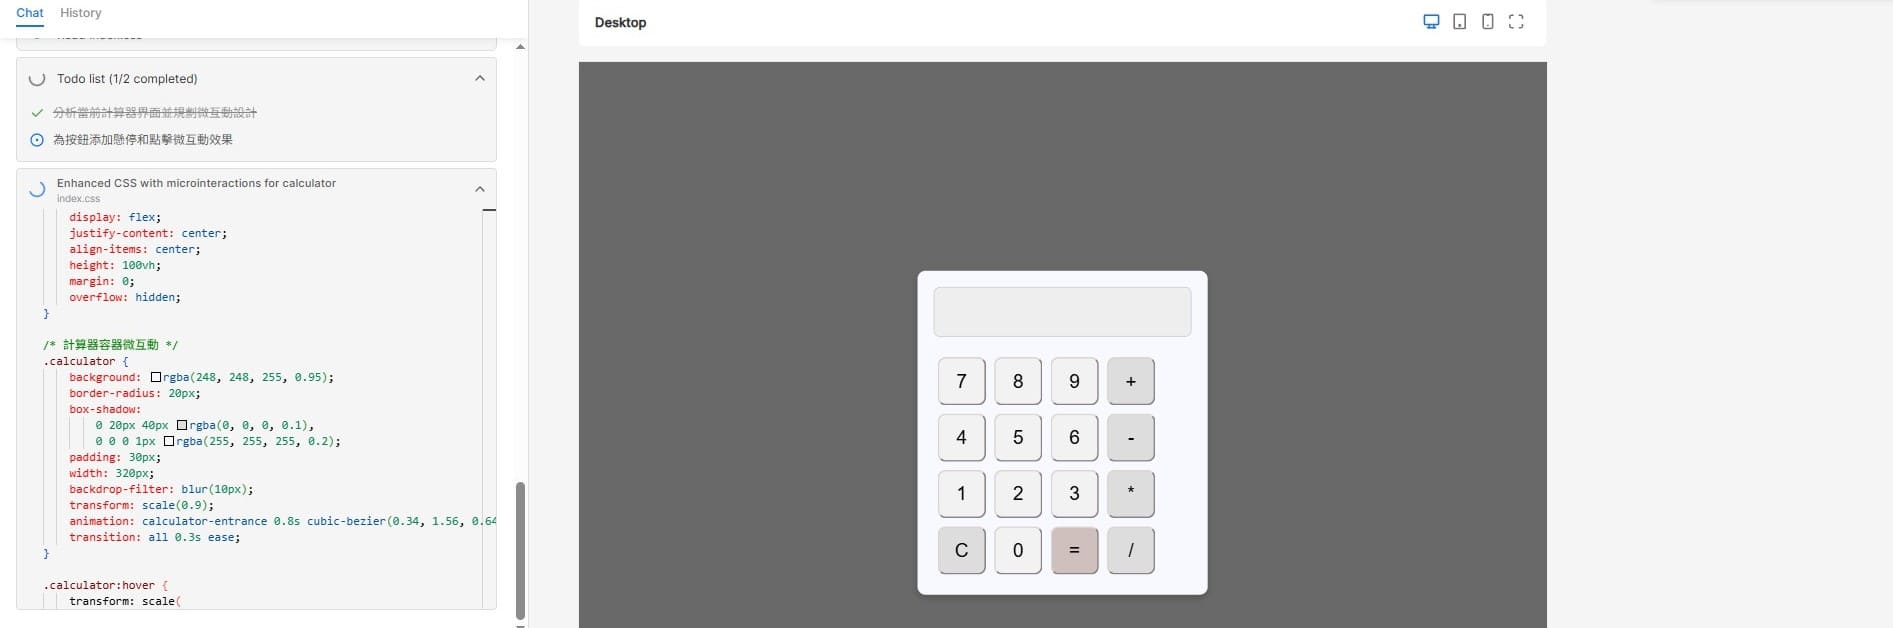 Chat History
Todo list (1/2 completed)
分析當前計算器界面並規劃微互動設計
為按鈕添加懸停和點擊微互動效果
Enhanced CSS with microinteractions for calculator
index.css
display: flex;
justify-content: center;
align-items: center;
height: 100vh;
margin: 0;
overflow: hidden;
}
/* 計算器容器微互動 */
.calculator {
background: rgba(248, 248, 255, 0.95);
border-radius: 20px;
box-shadow:
0 20px 40px rgba(0, 0, 0, 0.1),
0 0 0 1px rgba(255, 255, 255, 0.2);
padding: 30px;
width: 320px;
backdrop-filter: blur(10px);
transform: scale(0.9);
animation: calculator-entrance 0.8s cubic-bezier(0.34, 1.56, 0.64
transition: all 0.3s ease;
}
.calculator:hover {
transform: scale(
Desktop
7 8 9 +
4 5 6 -
1 2 3 *
C 0 = /